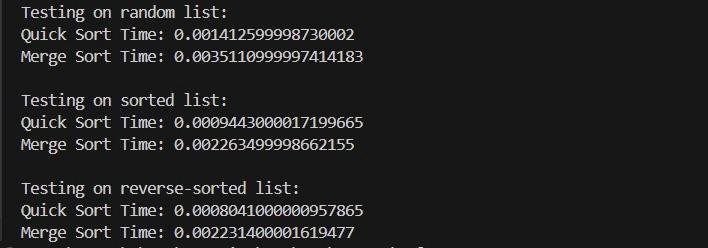 Testing on random list:
Quick Sort Time: 0.001412599998730002
Merge Sort Time: 0.0035110999997414183
Testing on sorted list:
Quick Sort Time: 0.0009443000017199665
Merge Sort Time: 0.002263499998662155
Testing on reverse-sorted list:
Quick Sort Time: 0.0008041000000957865
Merge Sort Time: 0.002231400001619477